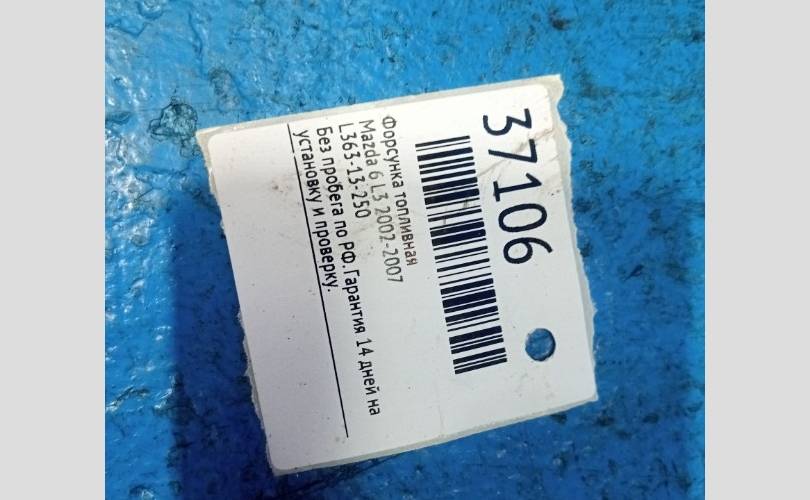 37106
Форсунка топливная
Mazda 6 L3 2002-2007
L363-13-250
Без пробега по РФ. Гарантия 14 дней на
установку и проверку.